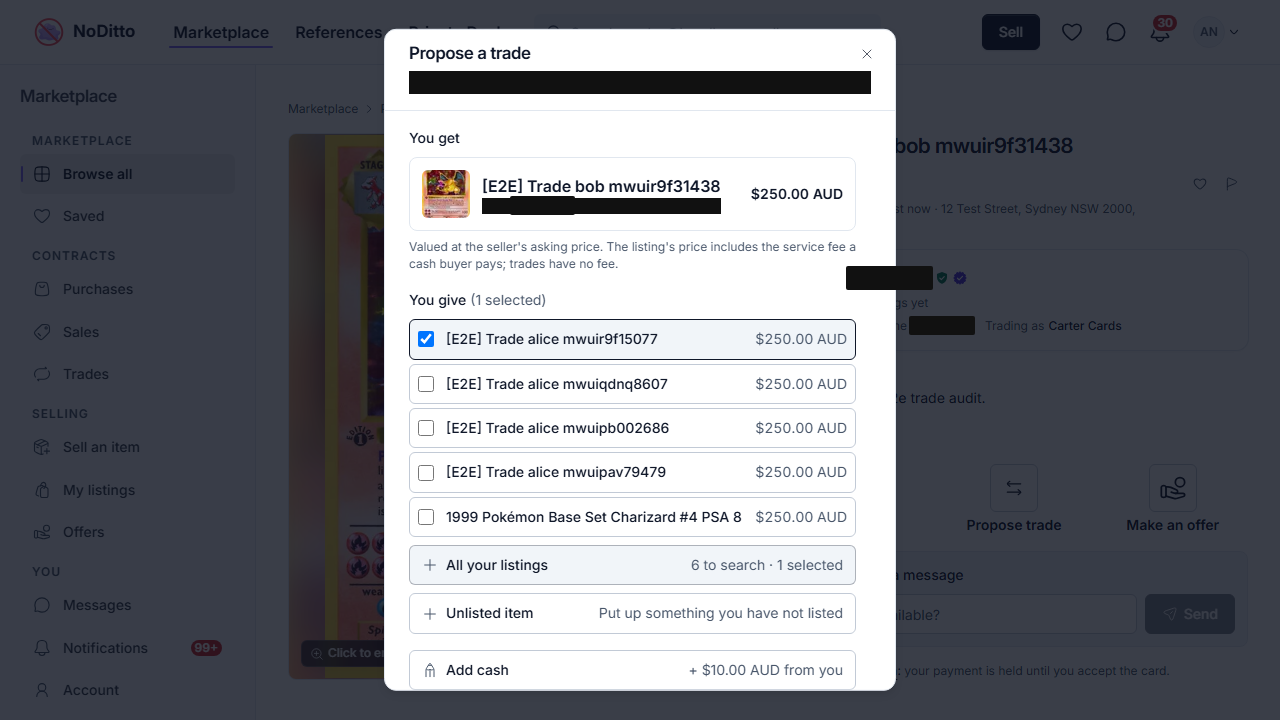 NoDitto
Marketplace
References
Sell
30
AN
Marketplace
MARKETPLACE
Browse all
Saved
CONTRACTS
Purchases
Sales
Trades
SELLING
Sell an item
My listings
Offers
YOU
Messages
Notifications
99+
Account
Marketplace
Propose a trade
You get
[E2E] Trade bob mwuir9f31438
$250.00 AUD
Valued at the seller's asking price. The listing's price includes the service fee a
cash buyer pays; trades have no fee.
You give (1 selected)
[E2E] Trade alice mwuir9f15077
$250.00 AUD
[E2E] Trade alice mwuiqdnq8607
$250.00 AUD
[E2E] Trade alice mwuipb002686
$250.00 AUD
[E2E] Trade alice mwuipav79479
$250.00 AUD
1999 Pokémon Base Set Charizard #4 PSA 8
$250.00 AUD
All your listings
6 to search · 1 selected
Unlisted item
Put up something you have not listed
Add cash
+ $10.00 AUD from you
bob mwuir9f31438
st now · 12 Test Street, Sydney NSW 2000,
gs yet
Trading as Carter Cards
trade audit.
Propose trade
Make an offer
a message
ailable?
Send
your payment is held until you accept the card.
Click to